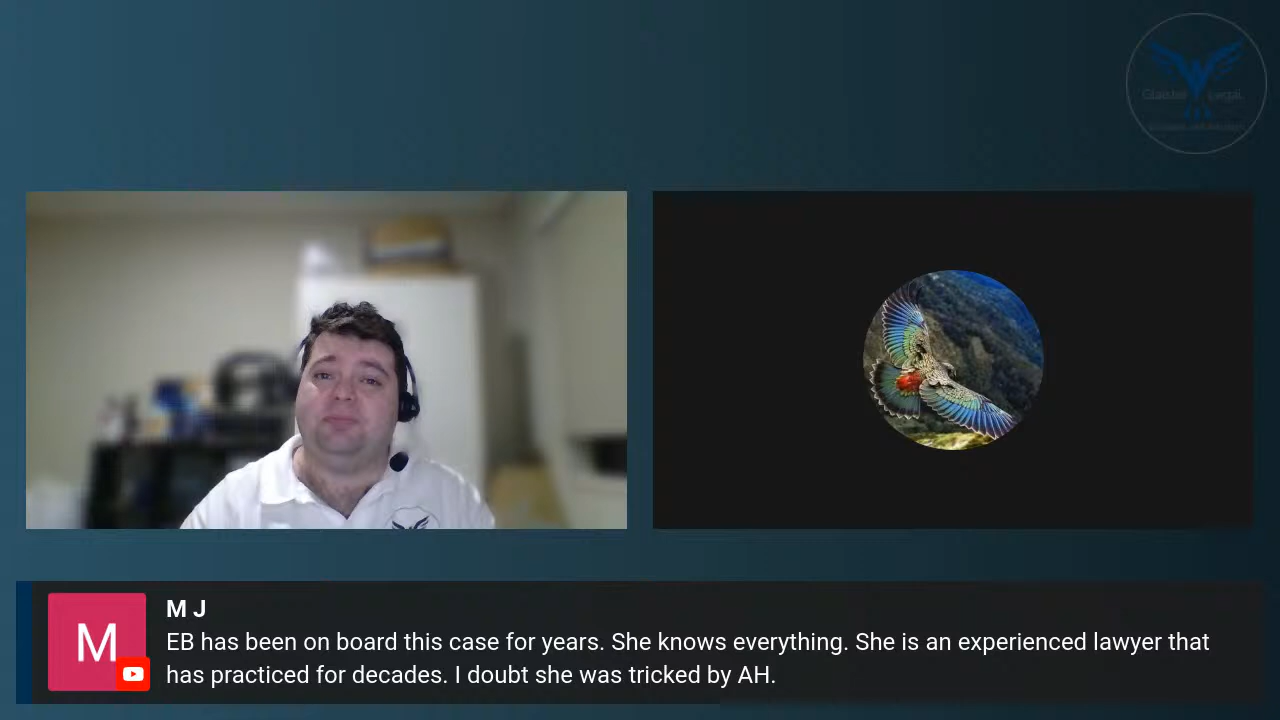 M J
EB has been on board this case for years. She knows everything. She is an experienced lawyer that
has practiced for decades. I doubt she was tricked by AH.
M